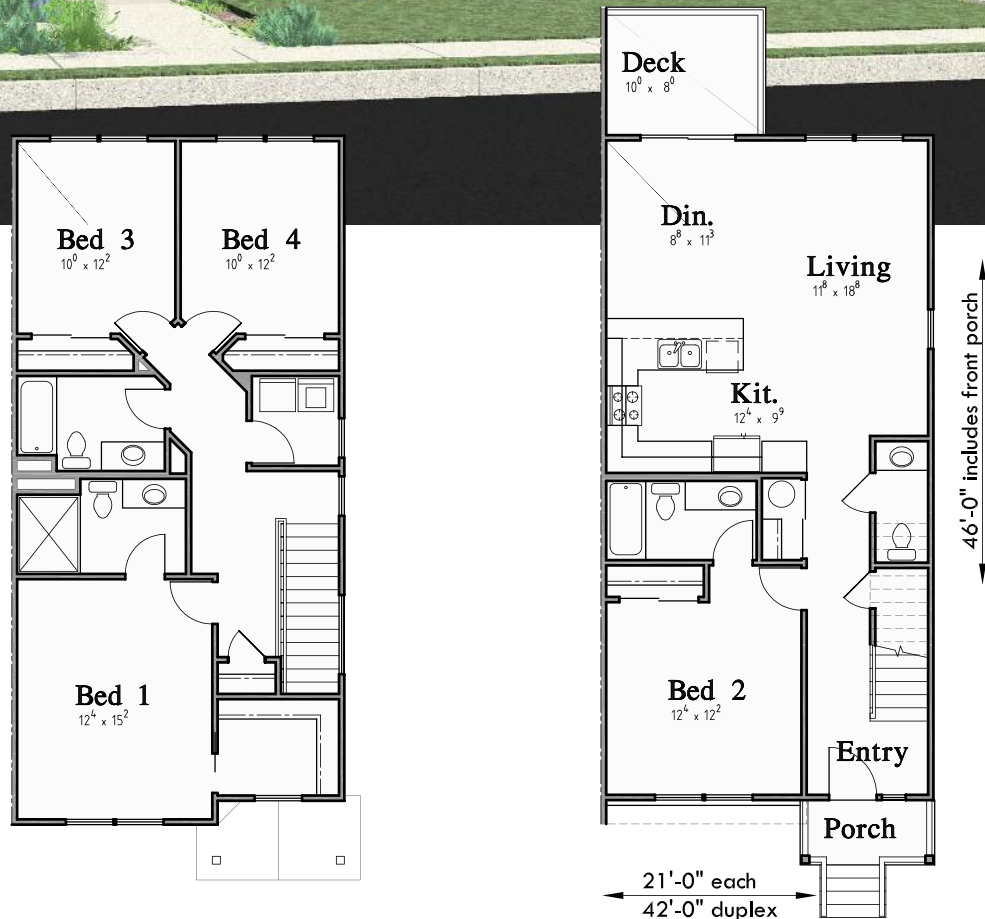 Deck
10⁰ x 8⁰
Din.
8⁸ x 11³
Living
11⁸ x 18⁸
Kit.
12⁴ x 9⁹
Bed 3
10⁰ x 12²
Bed 4
10⁰ x 12²
Bed 1
12⁴ x 15²
Bed 2
12⁴ x 12²
Entry
Porch
46'-0" includes front porch
21'-0" each
42'-0" duplex